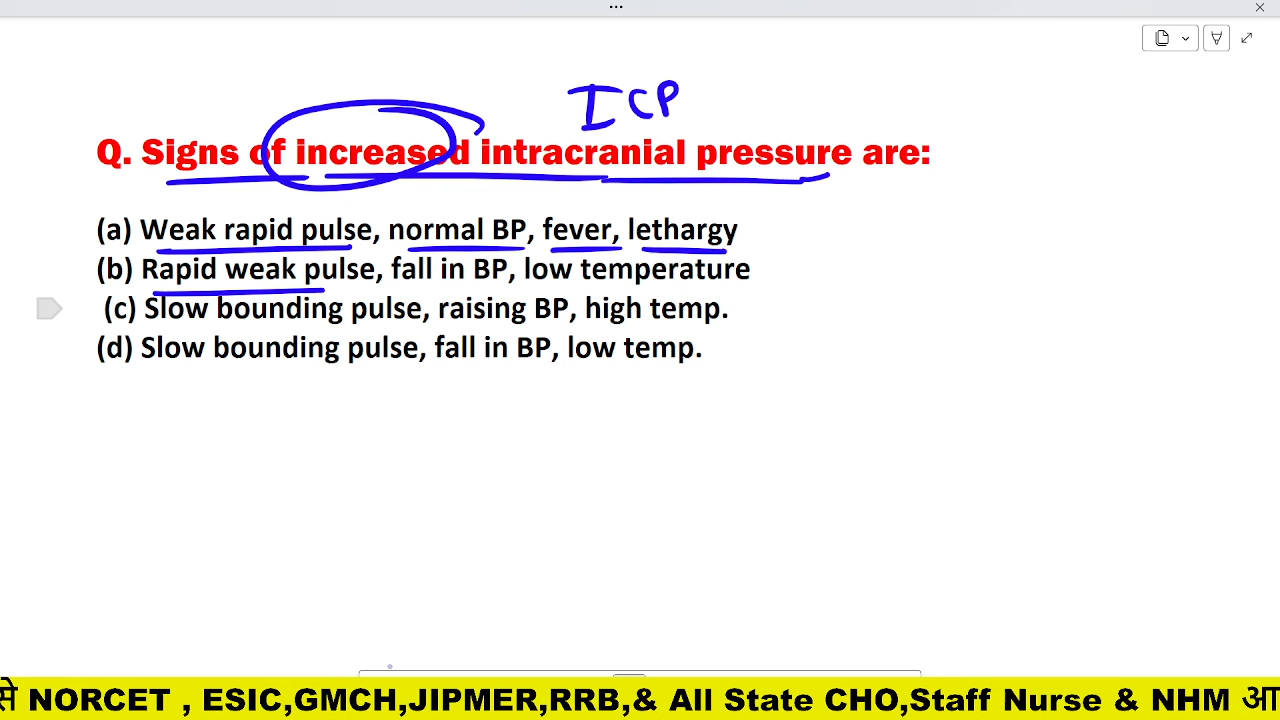 ICP
Q. Signs of increased intracranial pressure are:
(a) Weak rapid pulse, normal BP, fever, lethargy
(b) Rapid weak pulse, fall in BP, low temperature
(c) Slow bounding pulse, raising BP, high temp.
(d) Slow bounding pulse, fall in BP, low temp.
से NORCET , ESIC,GMCH,JIPMER,RRB,& All State CHO,Staff Nurse & NHM आ